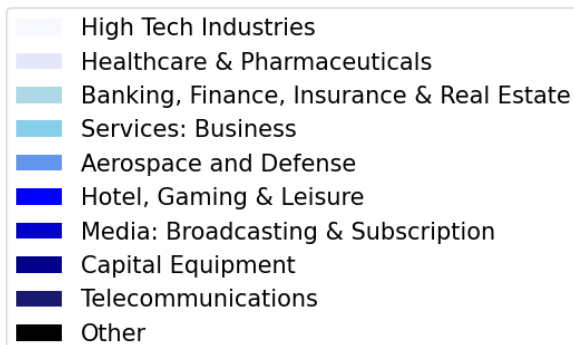 High Tech Industries
Healthcare & Pharmaceuticals
Banking, Finance, Insurance & Real Estate
Services: Business
Aerospace and Defense
Hotel, Gaming & Leisure
Media: Broadcasting & Subscription
Capital Equipment
Telecommunications
Other